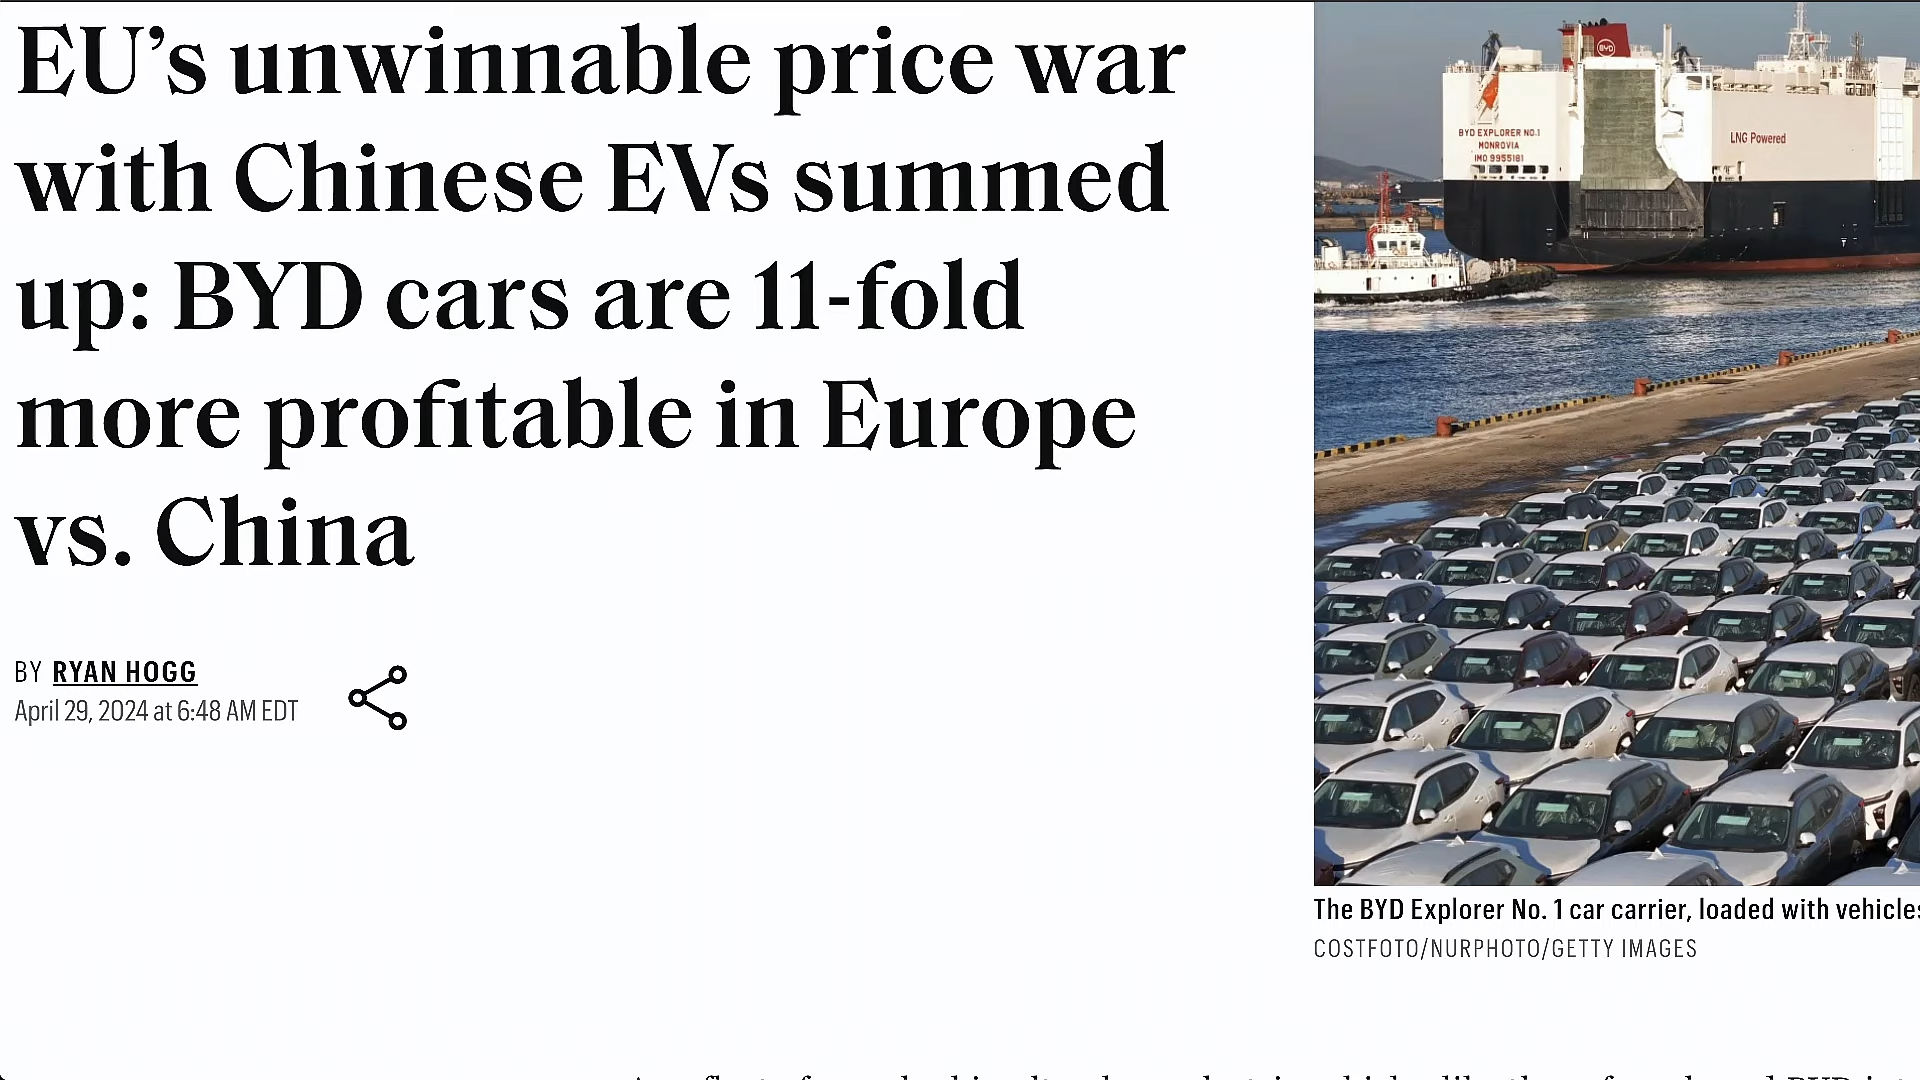 EU’s unwinnable price war
with Chinese EVs summed
up: BYD cars are 11-fold
more profitable in Europe
vs. China
BY RYAN HOGG
April 29, 2024 at 6:48 AM EDT
BYD
BYD EXPLORER NO.1
MONROVIA
IMO 9955181
LNG Powered
The BYD Explorer No. 1 car carrier, loaded with vehicles
COSTFOTO/NURPHOTO/GETTY IMAGES